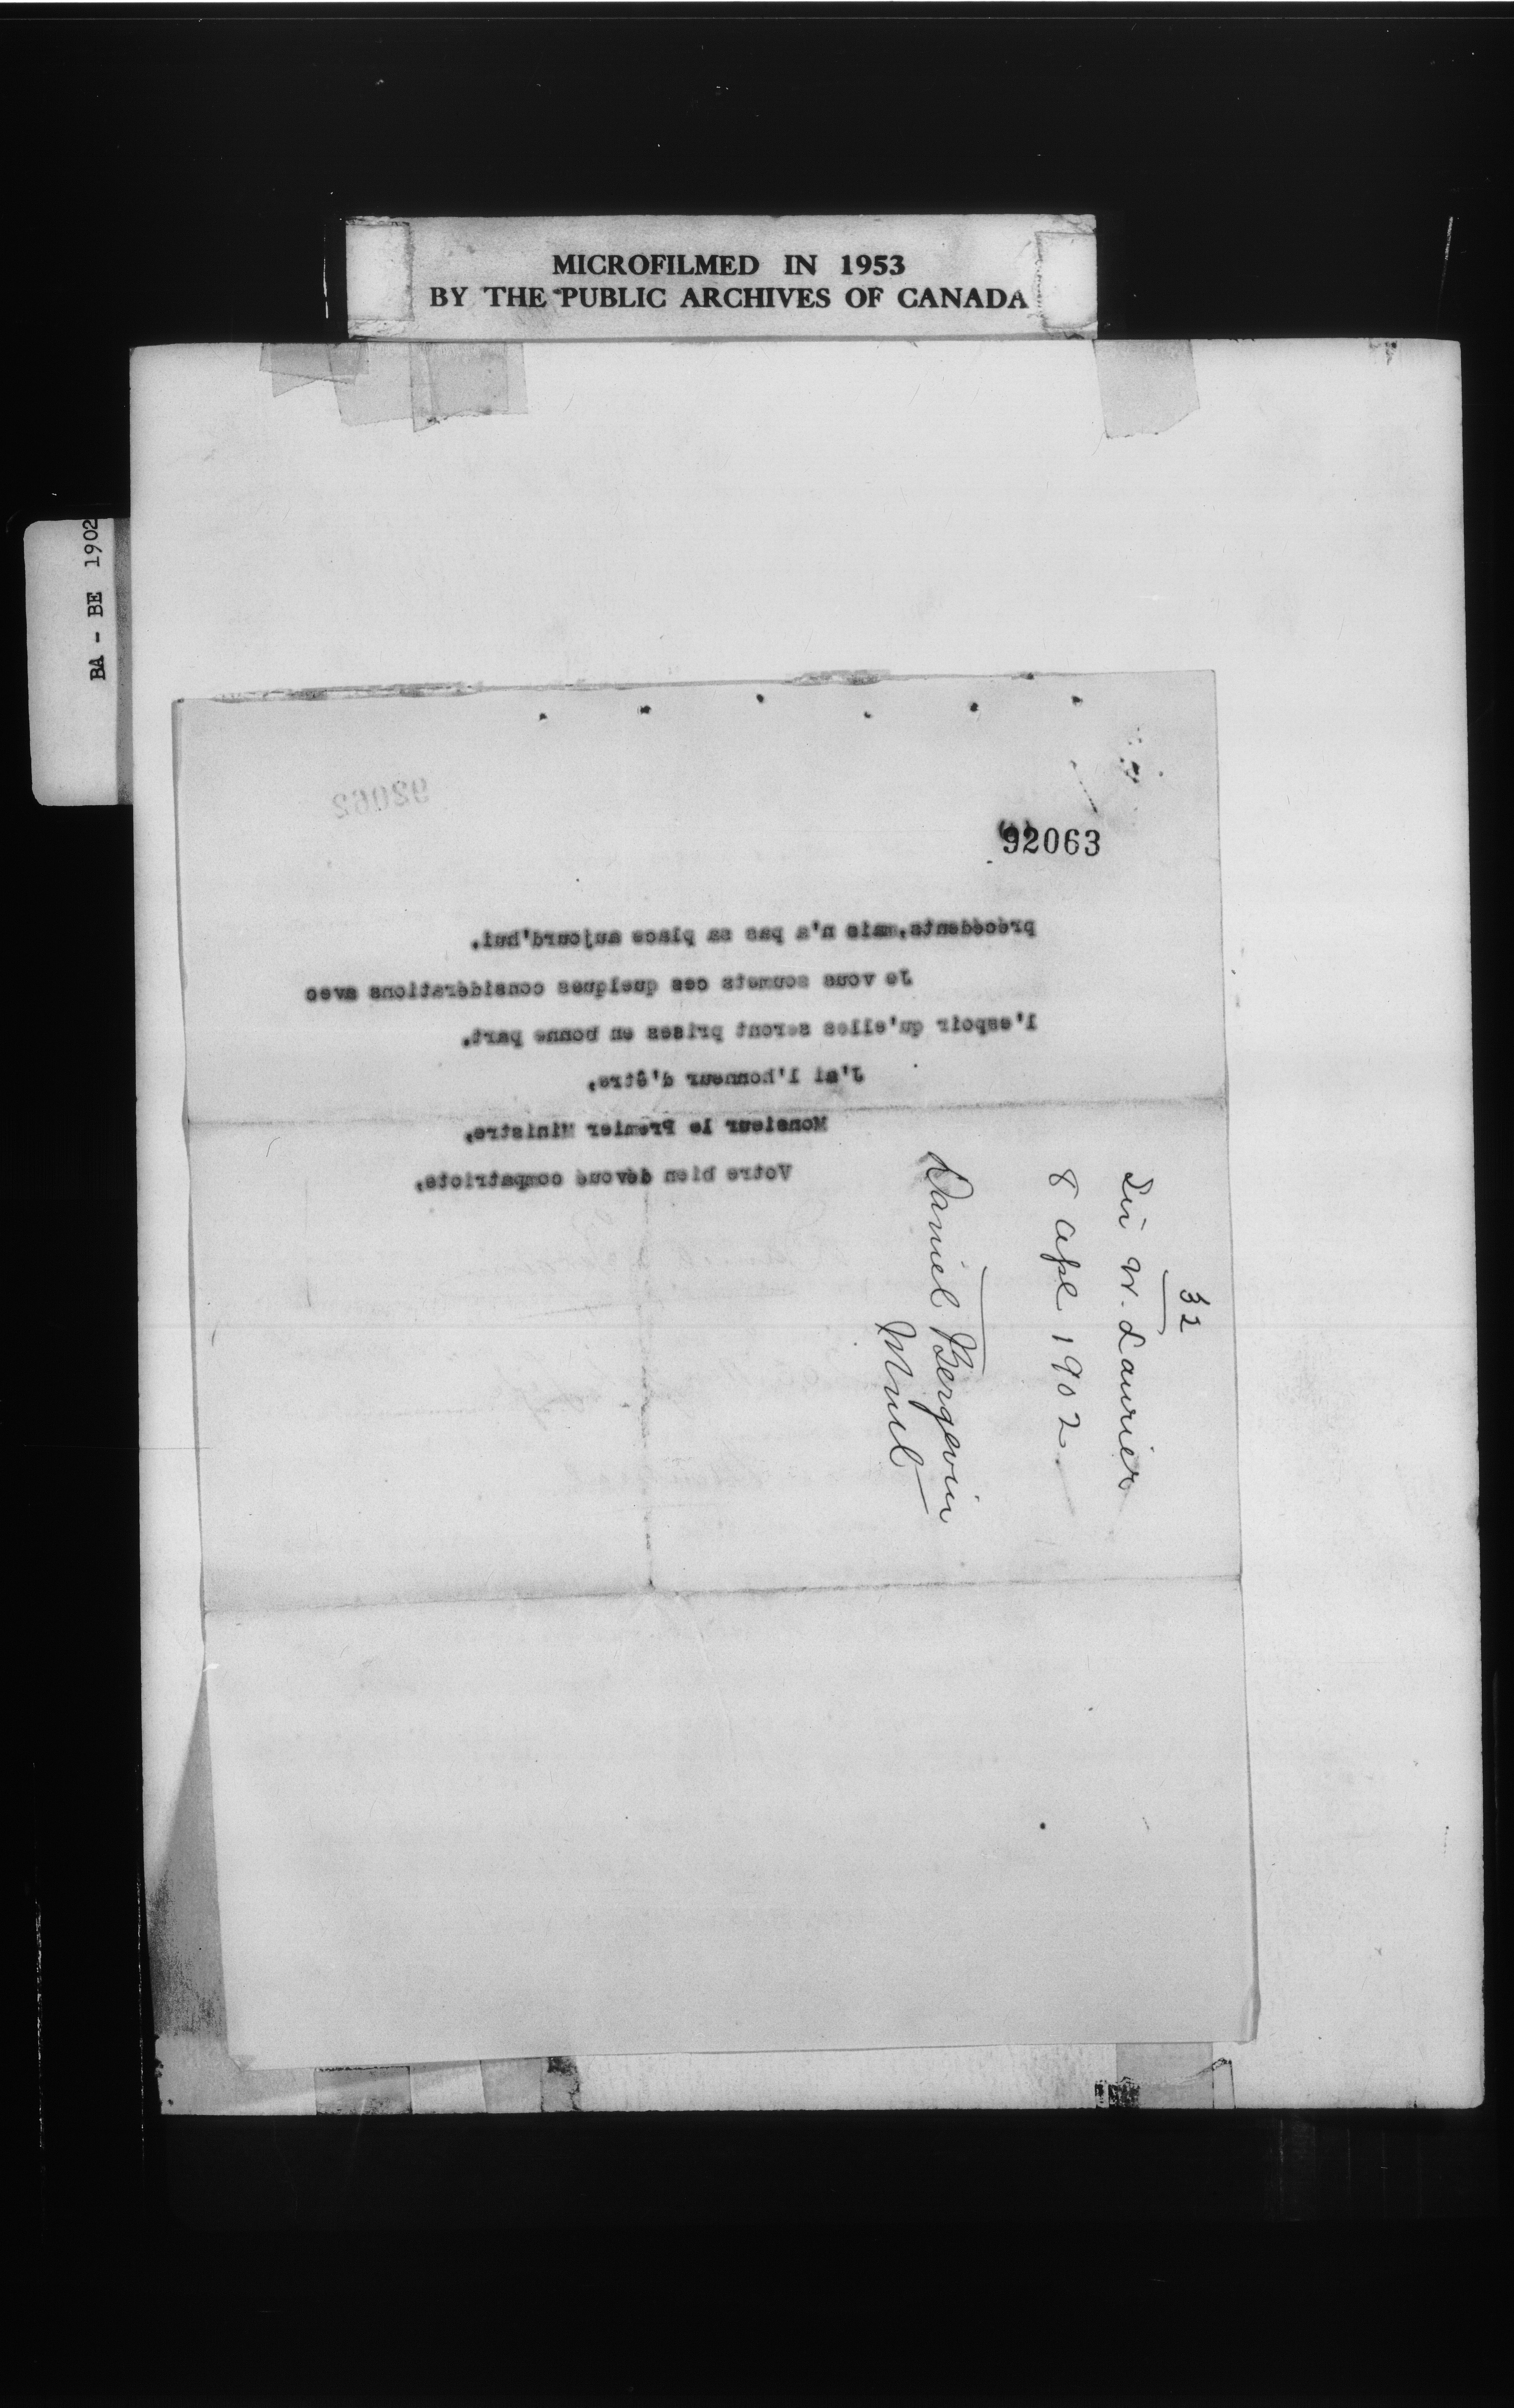 MICROFILMED IN 1953
BY THE PUBLIC ARCHIVES OF CANADA
BA - BE 1902
92063
précédents, mais n'a pas sa place aujourd'hui.
Je vous soumets ces quelques considérations avec
l'espoir qu'elles seront prises en bonne part.
J'ai l'honneur d'être,
Monsieur le Premier Ministre,
Votre bien dévoué compatriote,
32
Sir W. Laurier
8 Apl 1902
Daniel Bergevin